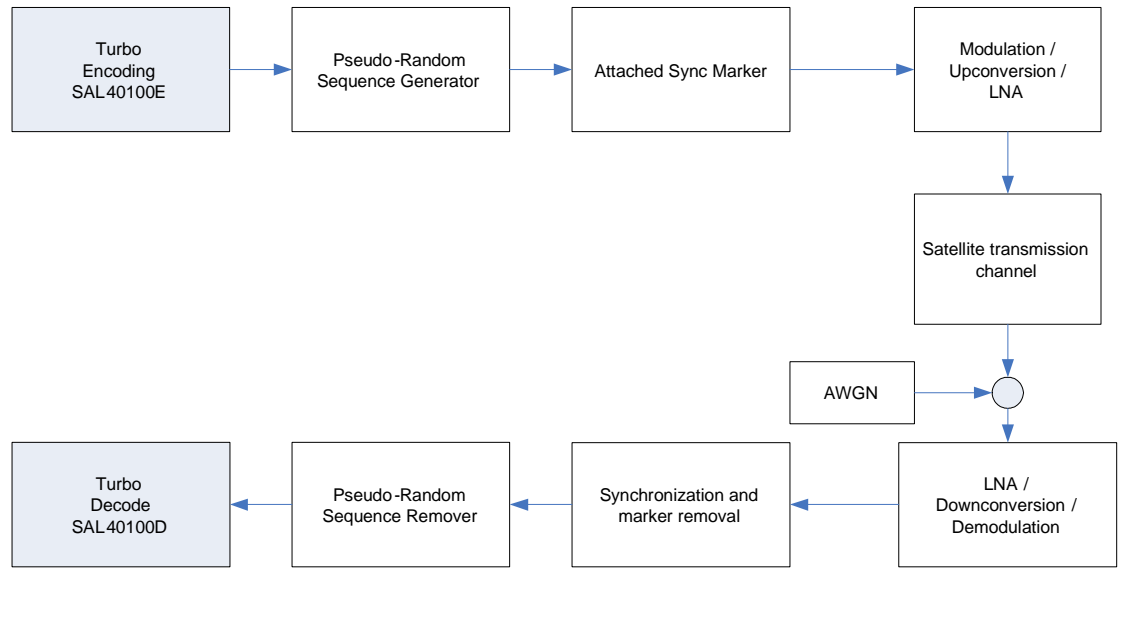 Turbo
Encoding
SAL40100E
Pseudo-Random
Sequence Generator
Attached Sync Marker
Modulation /
Upconversion /
LNA
Satellite transmission
channel
AWGN
Turbo
Decode
SAL40100D
Pseudo-Random
Sequence Remover
Synchronization and
marker removal
LNA /
Downconversion /
Demodulation